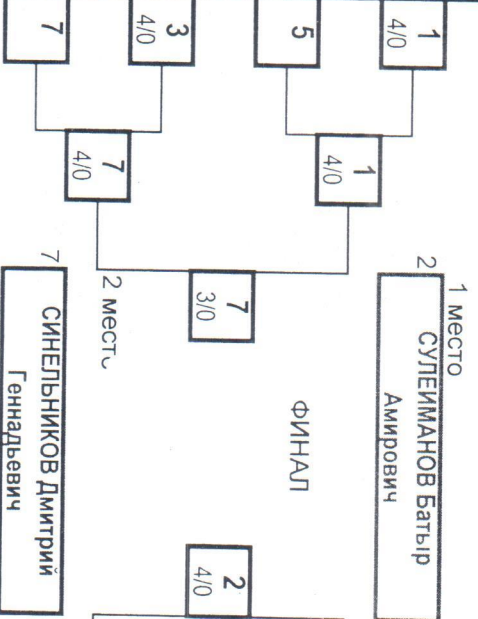 1 место
2
СУЛЕЙМАНОВ Батыр
Амирович
1
4/0
5
1
4/0
ФИНАЛ
7
3/0
2
4/0
3
4/0
7
7
4/0
2 место
7
СИНЕЛЬНИКОВ Дмитрий
Геннадьевич